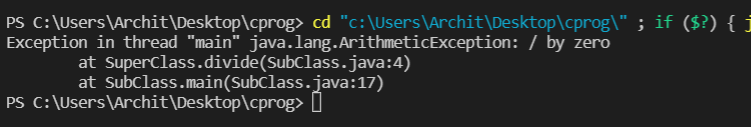 PS C:\Users\Archit\Desktop\cprog> cd "c:\Users\Archit\Desktop\cprog\" ; if ($?) { j
Exception in thread "main" java.lang.ArithmeticException: / by zero
        at SuperClass.divide(SubClass.java:4)
        at SubClass.main(SubClass.java:17)
PS C:\Users\Archit\Desktop\cprog>